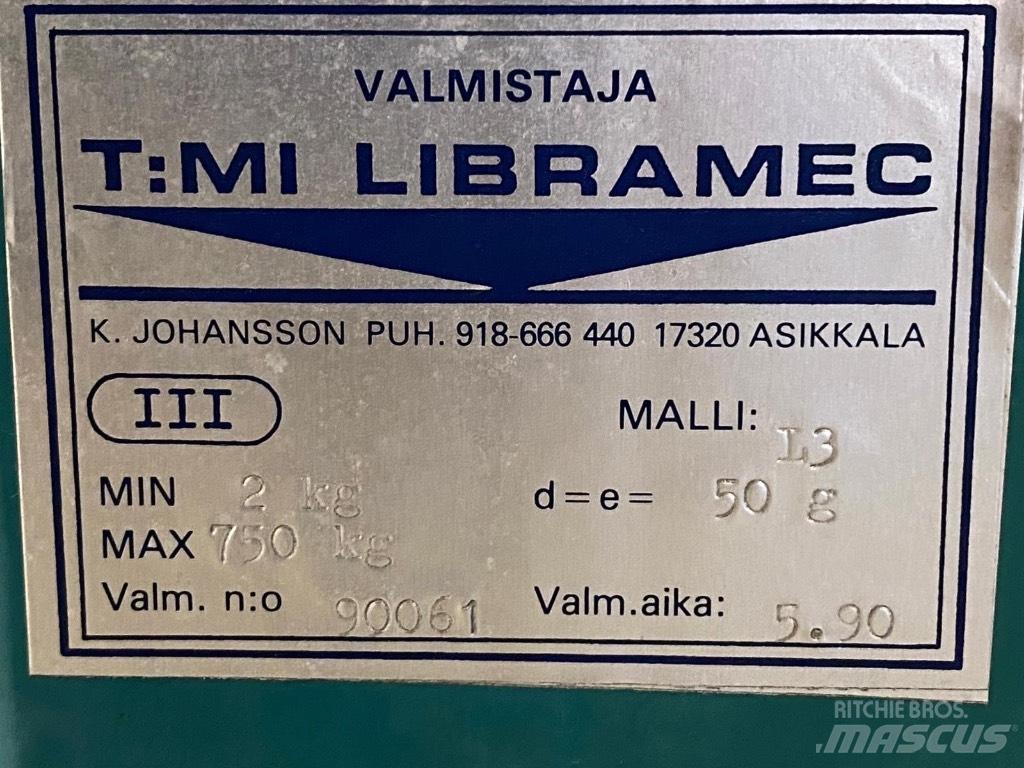 VALMISTAJA
T:MI LIBRAMEC
K. JOHANSSON PUH. 918-666 440 17320 ASIKKALA
III MALLI: L3
MIN 2 kg d=e= 50 g
MAX 750 kg
Valm. n:o 90061 Valm.aika: 5.90
RITCHIE BROS.
MASCUS